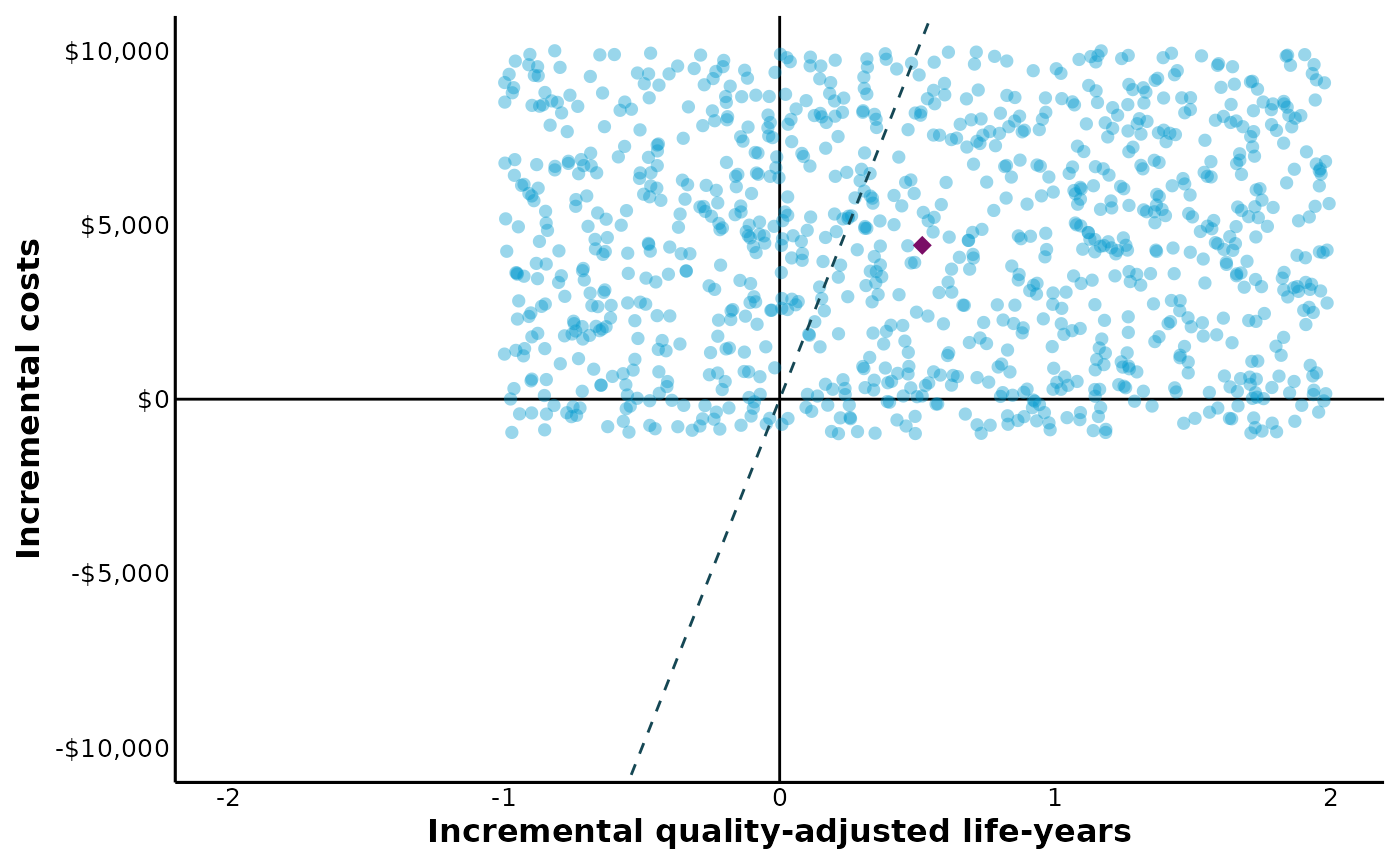 Incremental costs
$10,000
$5,000
$0
-$5,000
-$10,000
-2 -1 0 1 2
Incremental quality-adjusted life-years